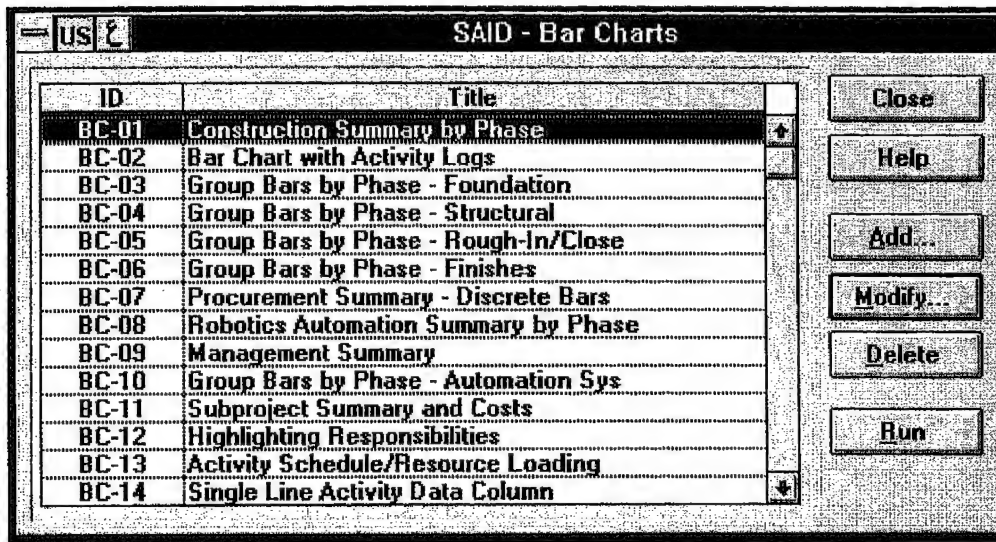 US ع SAID - Bar Charts
ID Title
BC-01 Construction Summary by Phase
BC-02 Bar Chart with Activity Logs
BC-03 Group Bars by Phase - Foundation
BC-04 Group Bars by Phase - Structural
BC-05 Group Bars by Phase - Rough-In/Close
BC-06 Group Bars by Phase - Finishes
BC-07 Procurement Summary - Discrete Bars
BC-08 Robotics Automation Summary by Phase
BC-09 Management Summary
BC-10 Group Bars by Phase - Automation Sys
BC-11 Subproject Summary and Costs
BC-12 Highlighting Responsibilities
BC-13 Activity Schedule/Resource Loading
BC-14 Single Line Activity Data Column
Close
Help
Add...
Modify...
Delete
Run